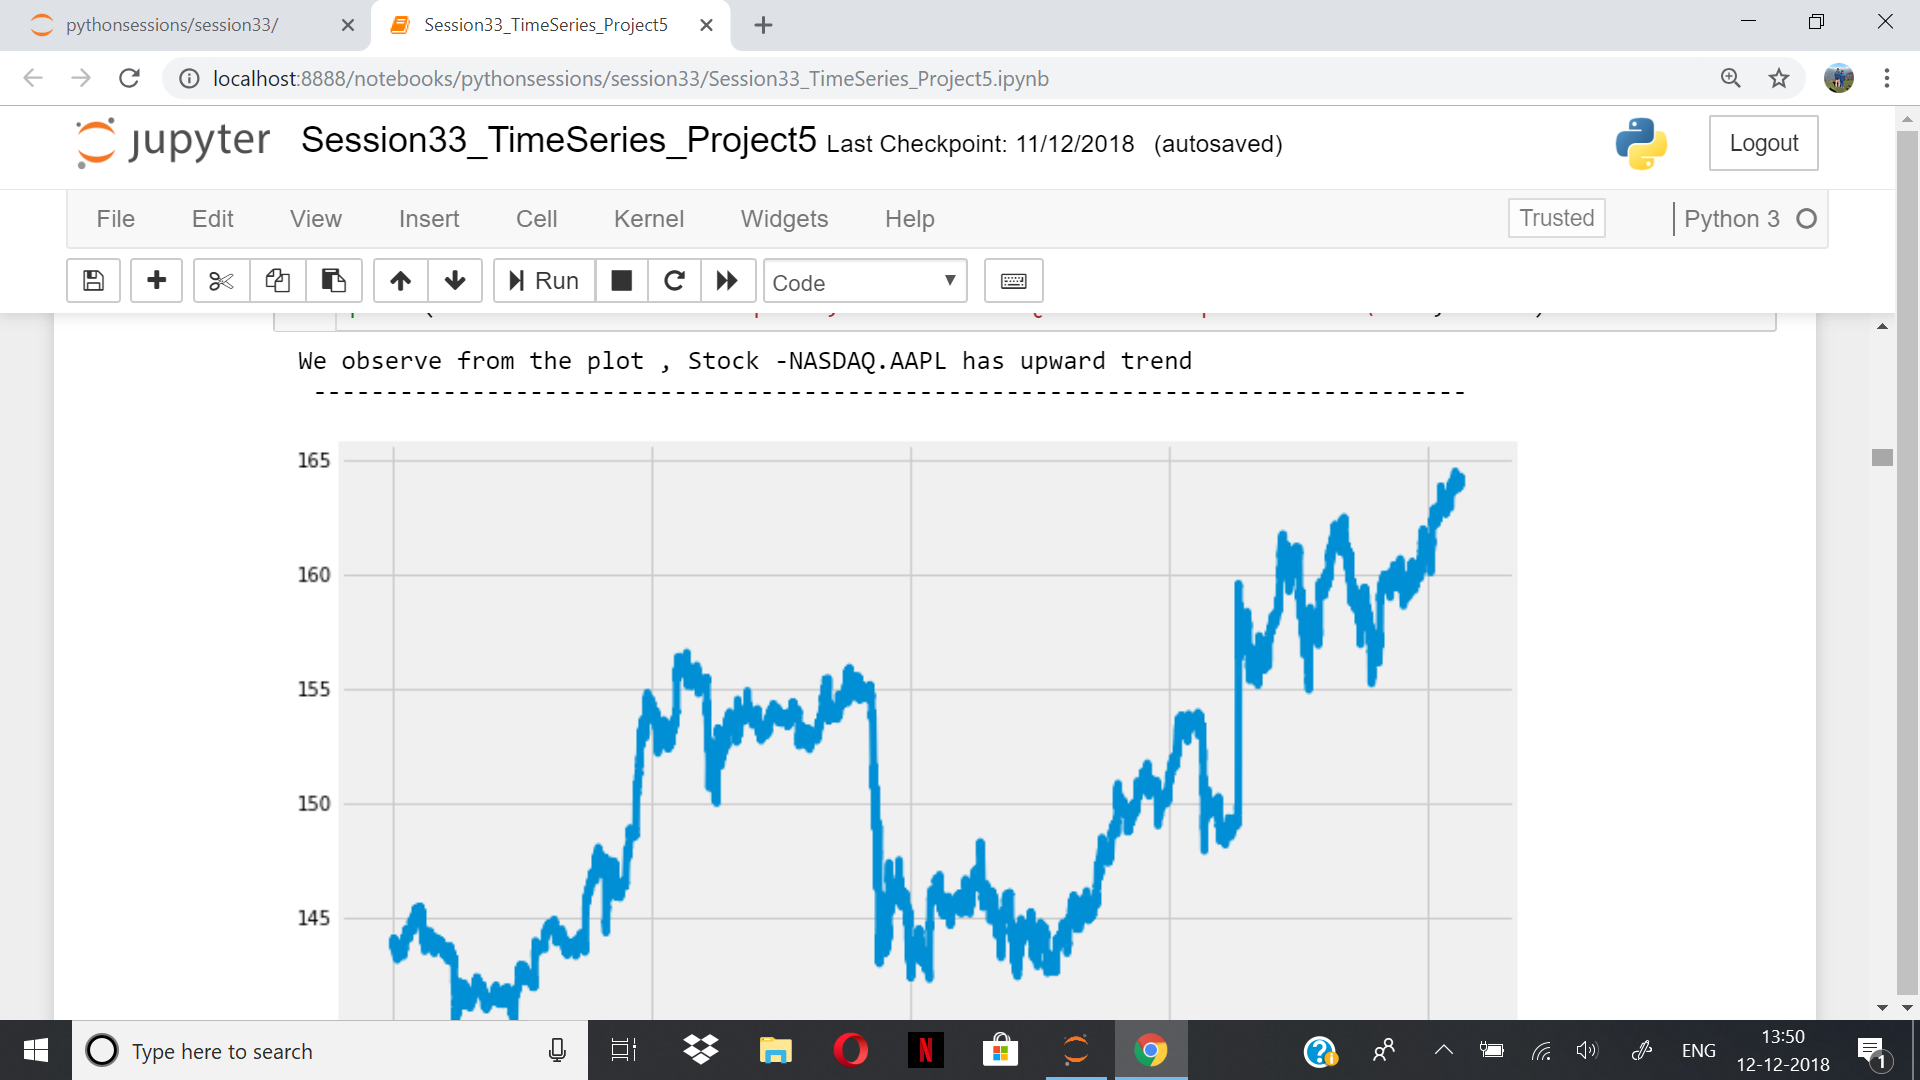 pythonsessions/session33/
Session33_TimeSeries_Project5
localhost:8888/notebooks/pythonsessions/session33/Session33_TimeSeries_Project5.ipynb
jupyter Session33_TimeSeries_Project5 Last Checkpoint: 11/12/2018 (autosaved)
Logout
File Edit View Insert Cell Kernel Widgets Help Trusted Python 3
Run Code
We observe from the plot , Stock -NASDAQ.AAPL has upward trend
-------------------------------------------------------------------------------
165
160
155
150
145
Type here to search
N
ENG
13:50
12-12-2018
1